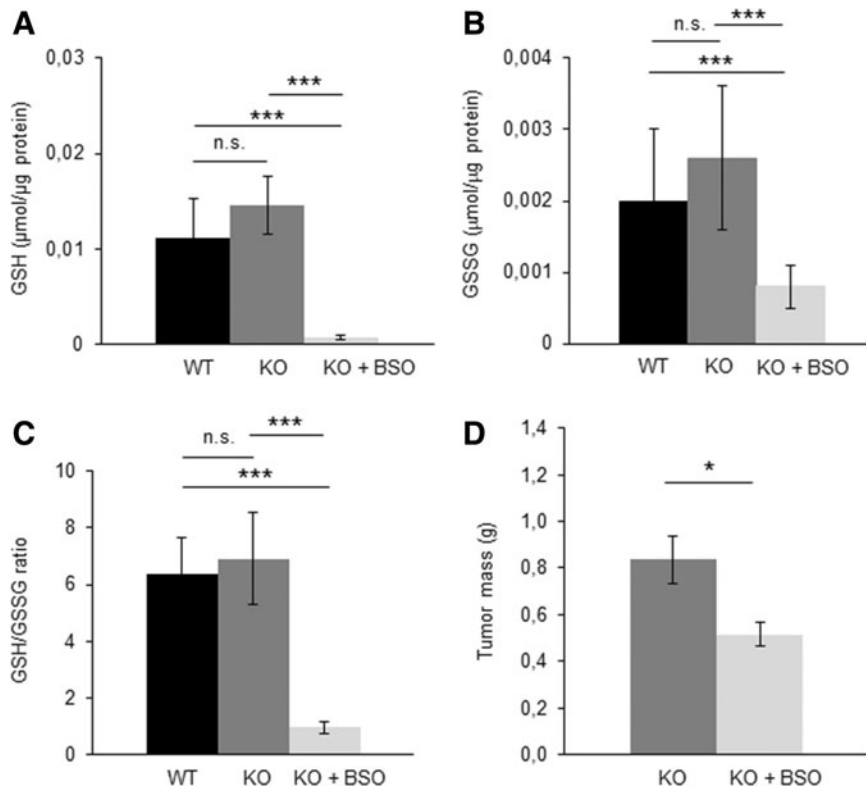 A
GSH (µmol/µg protein)
0,03
0,02
0,01
0
***
***
n.s.
WT KO KO + BSO
B
GSSG (µmol/µg protein)
0,004
0,003
0,002
0,001
0
n.s. ***
***
WT KO KO + BSO
C
GSH/GSSG ratio
10
8
6
4
2
0
***
n.s.
***
WT KO KO + BSO
D
Tumor mass (g)
1,4
1,2
1,0
0,8
0,6
0,4
0,2
0,0
*
KO KO + BSO